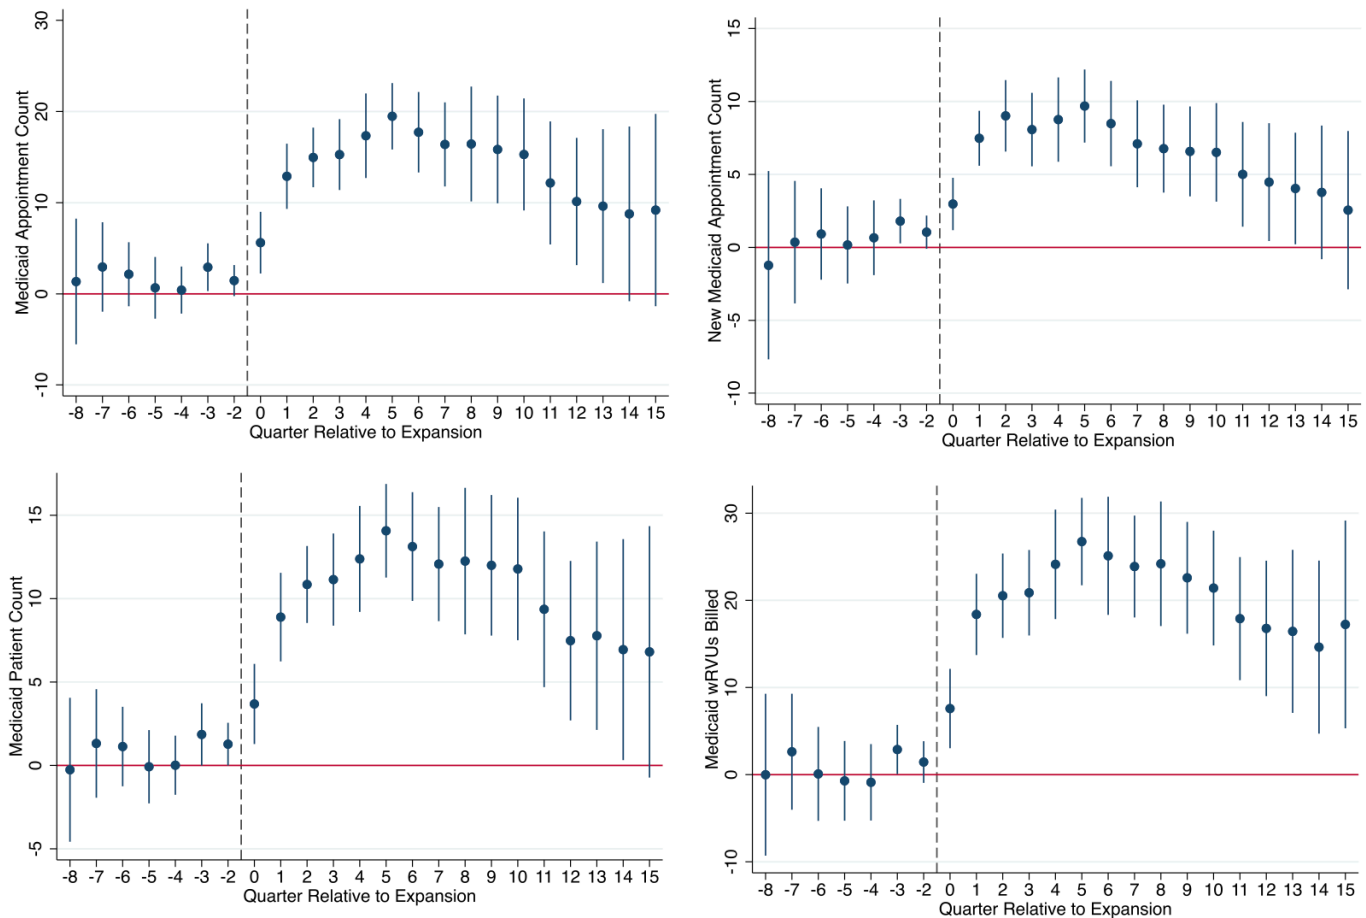 Medicaid Appointment Count
30
20
10
0
-10
-8 -7 -6 -5 -4 -3 -2 0 1 2 3 4 5 6 7 8 9 10 11 12 13 14 15
Quarter Relative to Expansion
New Medicaid Appointment Count
15
10
5
0
-5
-10
-8 -7 -6 -5 -4 -3 -2 0 1 2 3 4 5 6 7 8 9 10 11 12 13 14 15
Quarter Relative to Expansion
Medicaid Patient Count
15
10
5
0
-5
-8 -7 -6 -5 -4 -3 -2 0 1 2 3 4 5 6 7 8 9 10 11 12 13 14 15
Quarter Relative to Expansion
Medicaid wRVUs Billed
30
20
10
0
-10
-8 -7 -6 -5 -4 -3 -2 0 1 2 3 4 5 6 7 8 9 10 11 12 13 14 15
Quarter Relative to Expansion